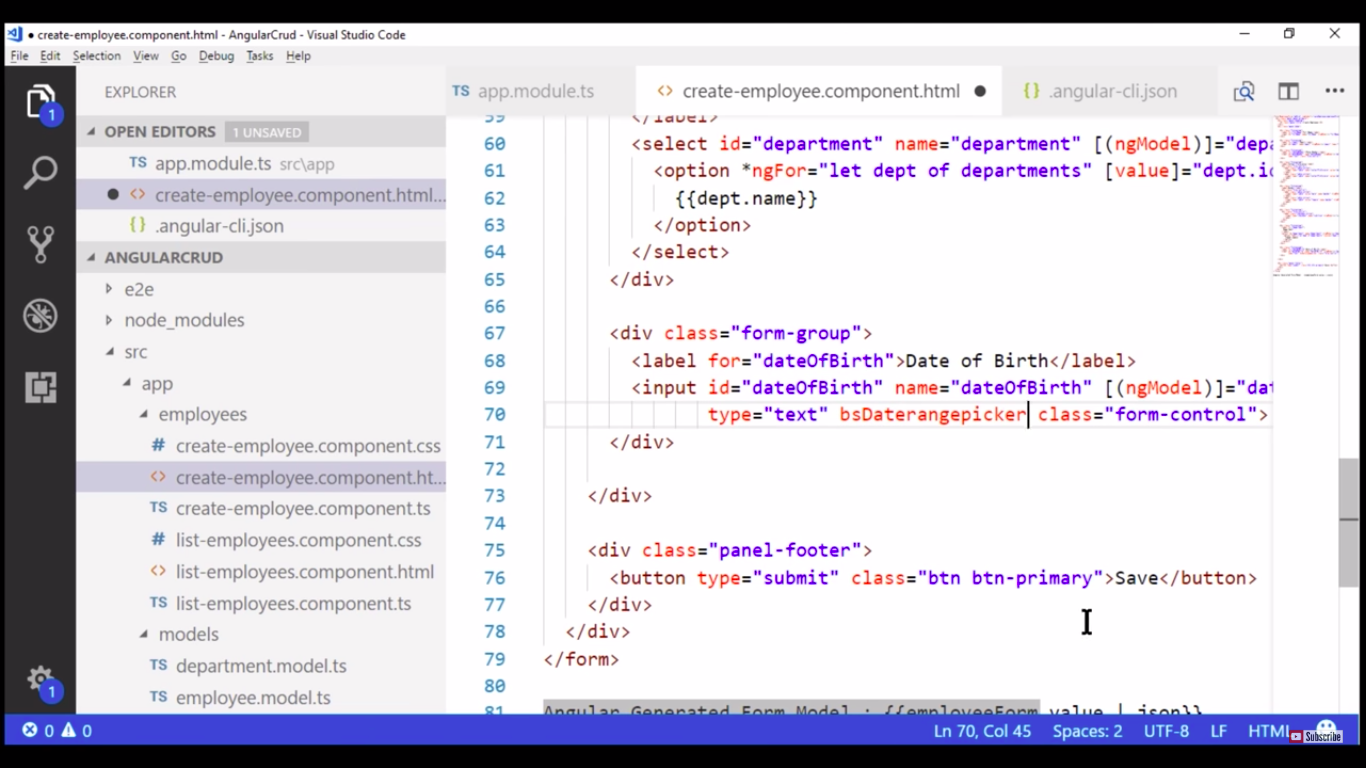 ● create-employee.component.html - AngularCrud - Visual Studio Code
File Edit Selection View Go Debug Tasks Help
EXPLORER
OPEN EDITORS 1 UNSAVED
TS app.module.ts src\app
● <> create-employee.component.html...
{} .angular-cli.json
ANGULARCRUD
e2e
node_modules
src
app
employees
# create-employee.component.css
<> create-employee.component.ht...
TS create-employee.component.ts
# list-employees.component.css
<> list-employees.component.html
TS list-employees.component.ts
models
TS department.model.ts
TS employee.model.ts
1
1
TS app.module.ts <> create-employee.component.html ● {} .angular-cli.json
59 </label>
60 <select id="department" name="department" [(ngModel)]="depa
61 <option *ngFor="let dept of departments" [value]="dept.id
62 {{dept.name}}
63 </option>
64 </select>
65 </div>
66
67 <div class="form-group">
68 <label for="dateOfBirth">Date of Birth</label>
69 <input id="dateOfBirth" name="dateOfBirth" [(ngModel)]="dat
70 type="text" bsDaterangepicker class="form-control">
71 </div>
72
73 </div>
74
75 <div class="panel-footer">
76 <button type="submit" class="btn btn-primary">Save</button>
77 </div>
78 </div>
79 </form>
80
81 Angular Generated Form Model : {{employeeForm.value | json}}
0 0 Ln 70, Col 45 Spaces: 2 UTF-8 LF HTML
Subscribe